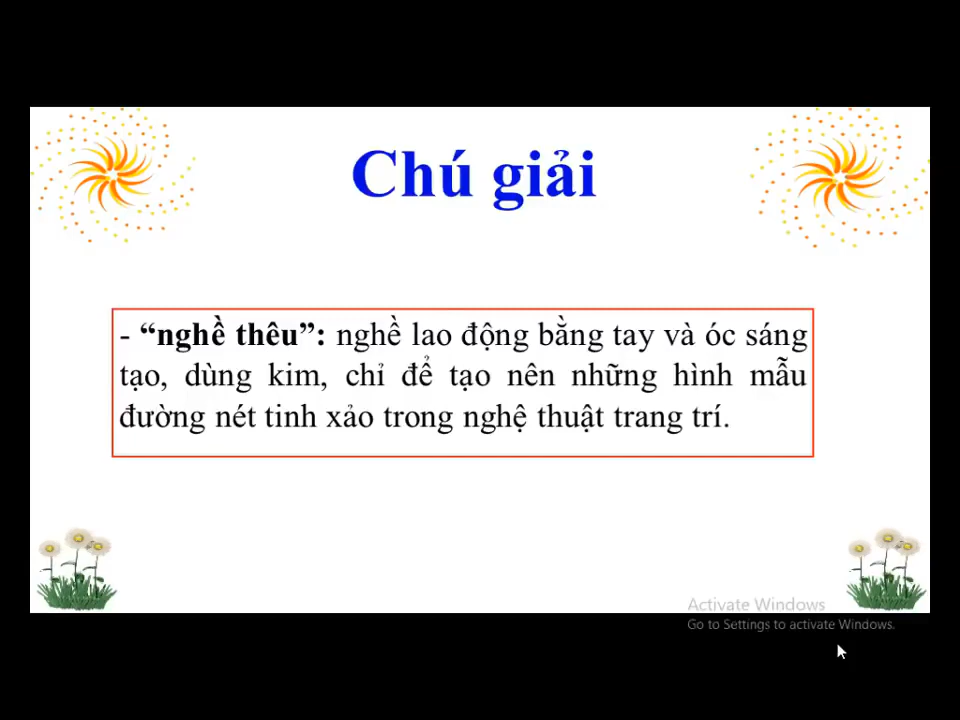 Chú giải
- “nghề thêu”: nghề lao động bằng tay và óc sáng
tạo, dùng kim, chỉ để tạo nên những hình mẫu
đường nét tinh xảo trong nghệ thuật trang trí.
Activate Windows
Go to Settings to activate Windows.